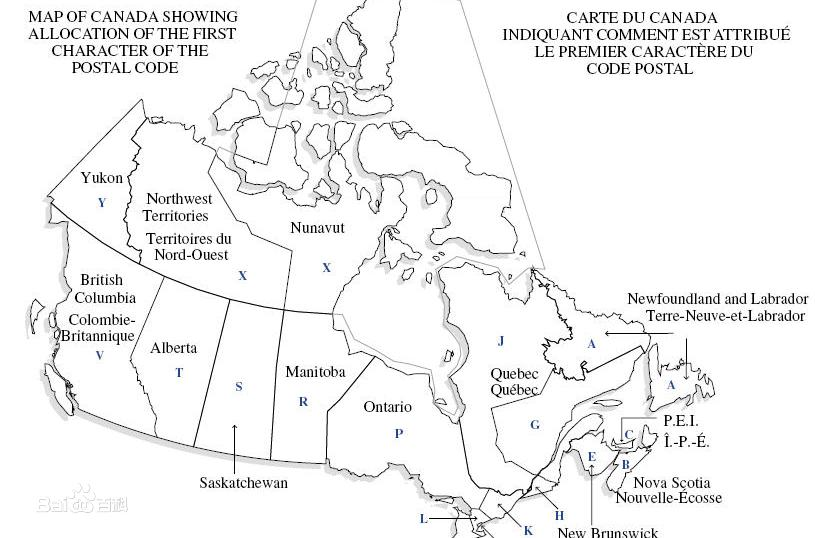 MAP OF CANADA SHOWING
ALLOCATION OF THE FIRST
CHARACTER OF THE
POSTAL CODE
CARTE DU CANADA
INDIQUANT COMMENT EST ATTRIBUÉ
LE PREMIER CARACTÈRE DU
CODE POSTAL
Yukon
Y
Northwest
Territories
Territoires du
Nord-Ouest
X
Nunavut
X
British
Columbia
Colombie-
Britannique
V
Alberta
T
S
Saskatchewan
Manitoba
R
Ontario
P
J
Quebec
Québec
G
Newfoundland and Labrador
Terre-Neuve-et-Labrador
A
A
P.E.I.
Î.-P.-É.
C
E
B
Nova Scotia
Nouvelle-Écosse
H
L
K
New Brunswick
Bai百科